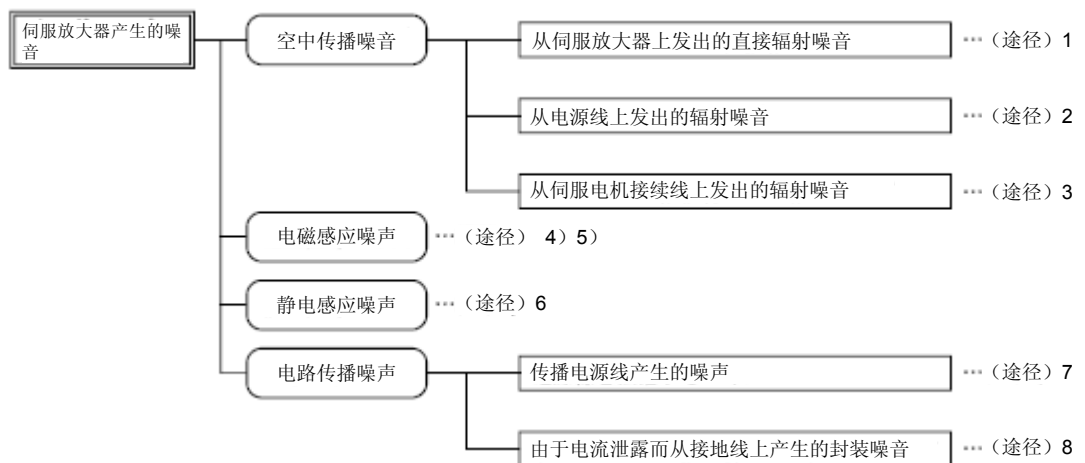 伺服放大器产生的噪
音
空中传播噪音
从伺服放大器上发出的直接辐射噪音
…（途径）1
从电源线上发出的辐射噪音
…（途径）2
从伺服电机接续线上发出的辐射噪音
…（途径）3
电磁感应噪声
…（途径） 4）5）
静电感应噪声
…（途径）6
电路传播噪声
传播电源线产生的噪声
…（途径）7
由于电流泄露而从接地线上产生的封装噪音
…（途径）8